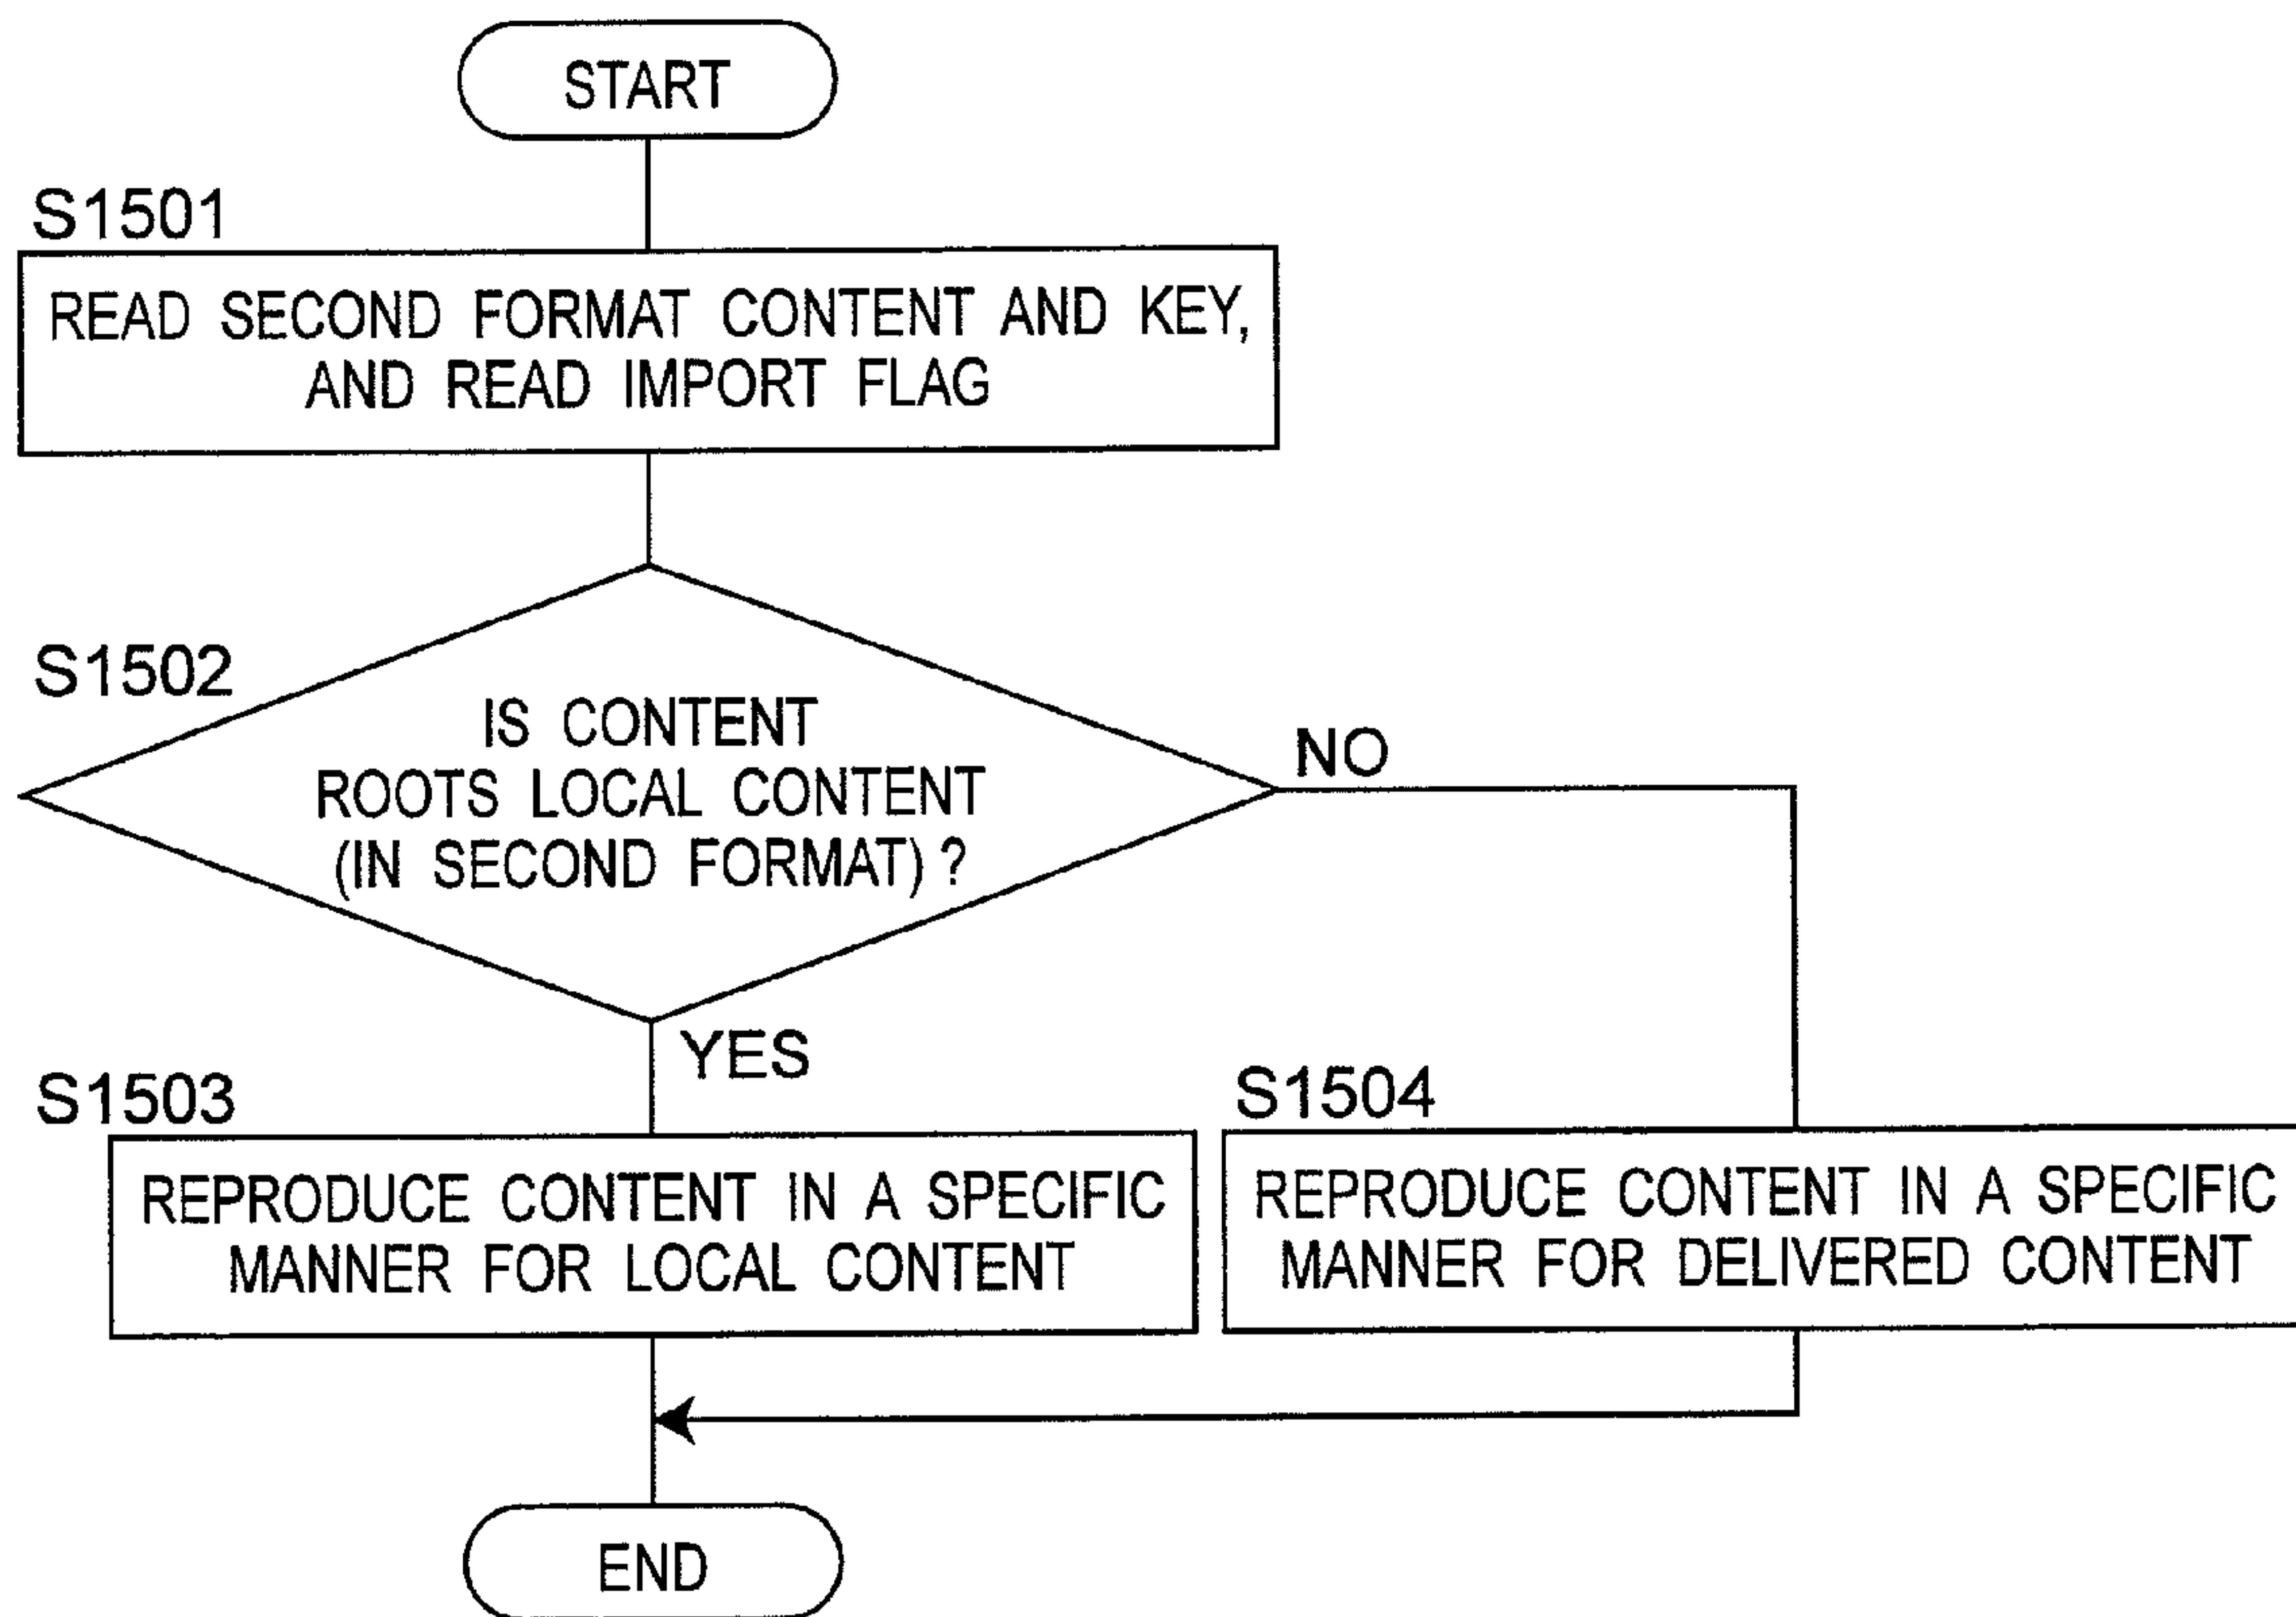 START
S1501
READ SECOND FORMAT CONTENT AND KEY,
AND READ IMPORT FLAG
S1502
IS CONTENT
ROOTS LOCAL CONTENT
(IN SECOND FORMAT) ?
NO
YES
S1503
REPRODUCE CONTENT IN A SPECIFIC
MANNER FOR LOCAL CONTENT
S1504
REPRODUCE CONTENT IN A SPECIFIC
MANNER FOR DELIVERED CONTENT
END